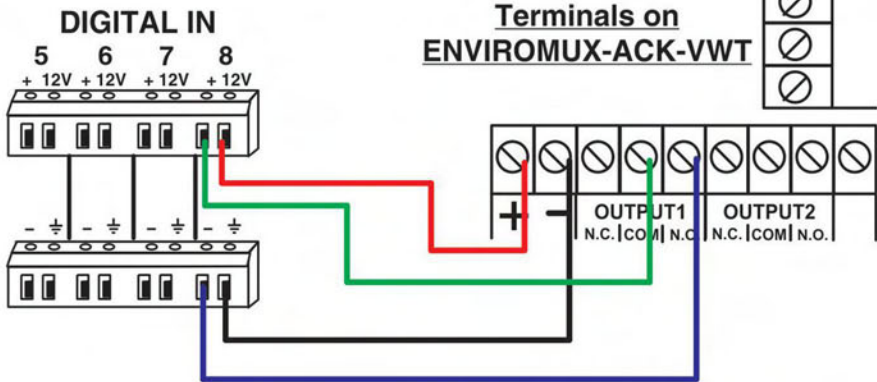 DIGITAL IN
5 6 7 8
+ 12V + 12V + 12V + 12V
- ⏚ - ⏚ - ⏚ - ⏚
Terminals on
ENVIROMUX-ACK-VWT
+ -
OUTPUT1 OUTPUT2
N.C. COM N.O. N.C. COM N.O.